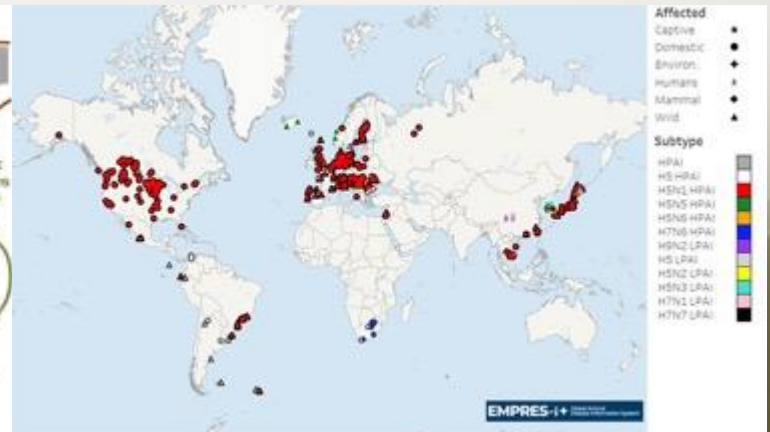 Affected
Captive
Domestic
Environ..
Humans
Mammal
Wild
Subtype
HPAI
H5 HPAI
H5N1 HPAI
H5N5 HPAI
H5N6 HPAI
H7N6 HPAI
H9N2 LPAI
H5 LPAI
H5N2 LPAI
H5N3 LPAI
H7N1 LPAI
H7N7 LPAI
EMPRES-i+